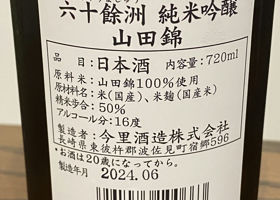 六十餘洲 純米吟醸
山田錦
品目:日本酒 内容量:720ml
原料米:山田錦100%使用
原材料名:米(国産)、米麹(国産米)
精米歩合:50%
アルコール分:16度
製造者:今里酒造株式会社
長崎県東彼杵郡波佐見町宿郷596
*お酒は20歳になってから。
製造年月 2024.06